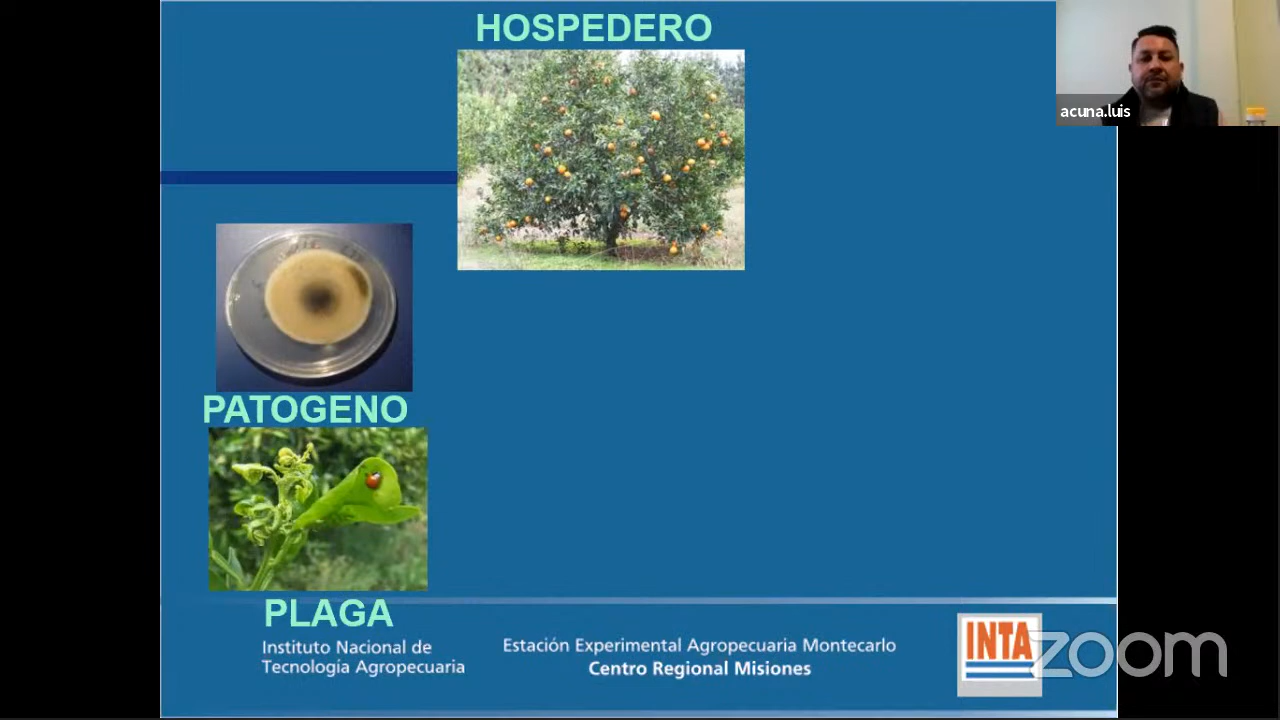 HOSPEDERO
acuna.luis
PATOGENO
PLAGA
Instituto Nacional de
Tecnología Agropecuaria
Estación Experimental Agropecuaria Montecarlo
Centro Regional Misiones
INTA
zoom